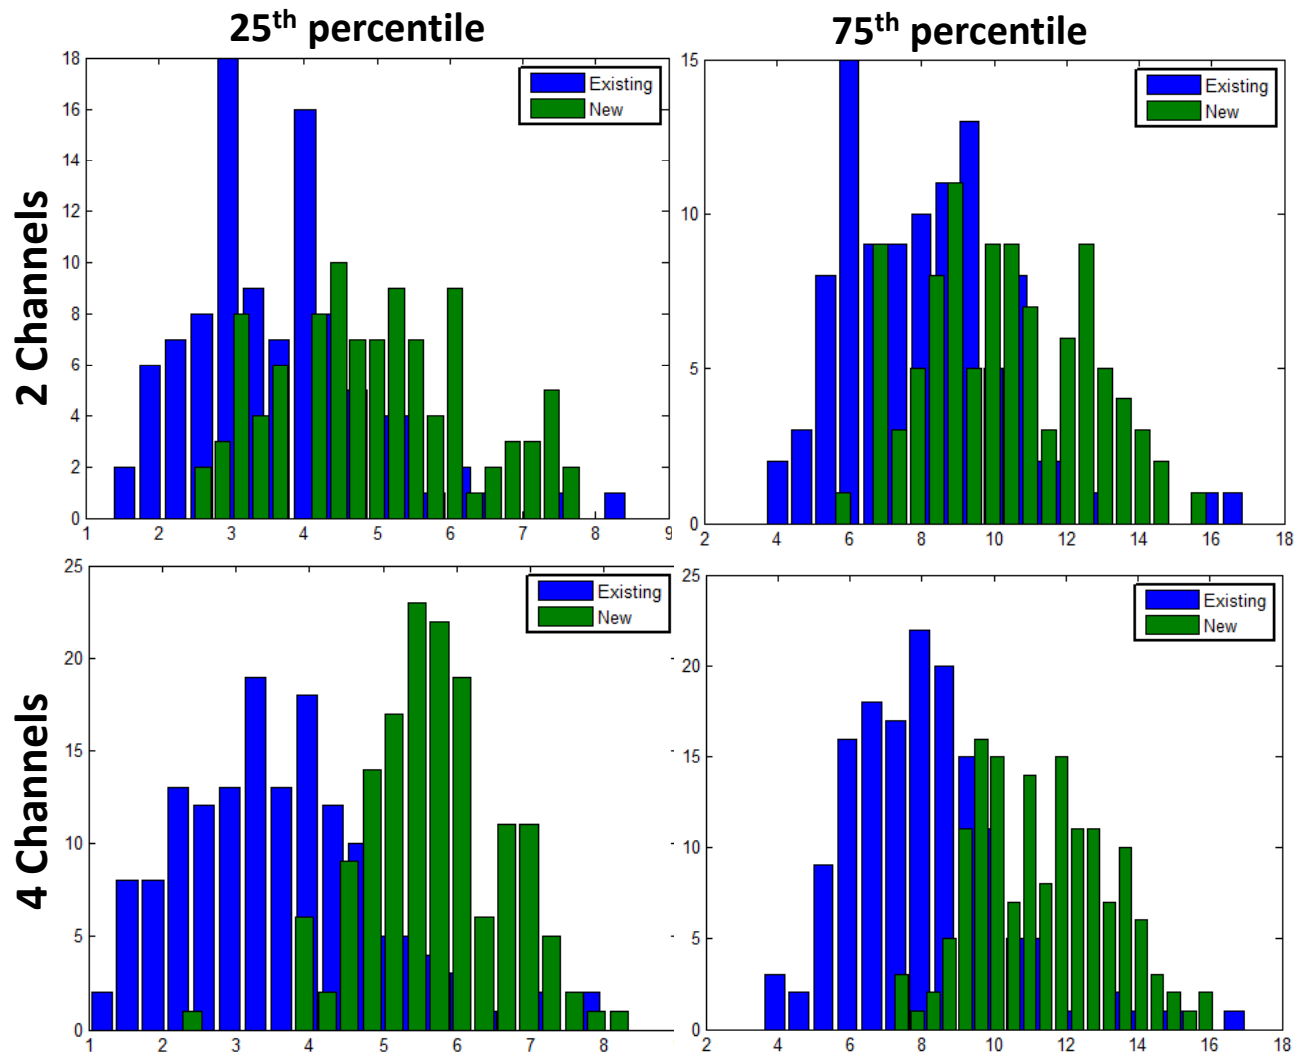 25th percentile
75th percentile
2 Channels
18
16
14
12
10
8
6
4
2
0
1 2 3 4 5 6 7 8 9
Existing
New
15
10
5
0
2 4 6 8 10 12 14 16 18
Existing
New
4 Channels
25
20
15
10
5
0
1 2 3 4 5 6 7 8
Existing
New
25
20
15
10
5
0
2 4 6 8 10 12 14 16 18
Existing
New